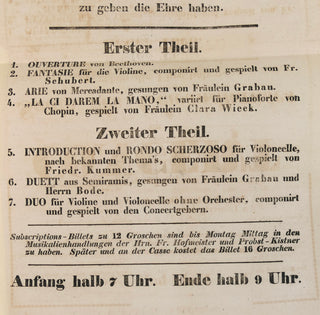 zu geben die Ehre haben.
Erster Theil.
1. OUVERTURE von Beethoven.
2. FANTASIE für die Violine, componirt und gespielt von Fr.
Schuberk.
3. ARIE von Mercadante, gesungen von Fräulein Grabau.
4. „LA CI DAREM LA MANO,“ variirt für Pianoforte von
Chopin, gespielt von Fräulein Clara Wieck.
Zweiter Theil.
5. INTRODUCTION und RONDO SCHERZOSO für Violoncelle,
nach bekannten Thema's, componirt und gespielt von
Friedr. Kummer.
6. DUETT aus Semiramis, gesungen von Fräulein Grabau und
Herrn Bode.
7. DUO für Violine und Violoncelle ohne Orchester, componirt
und gespielt von den Concertgebern.
Subscriptions-Billets zu 12 Groschen sind bis Montag Mittag in den
Musikalienhandlungen der Hrn. Fr. Hofmeister und Probst-Kistner
zu haben. Später und an der Casse kostet das Billet 16 Groschen.
Anfang halb 7 Uhr. Ende halb 9 Uhr.